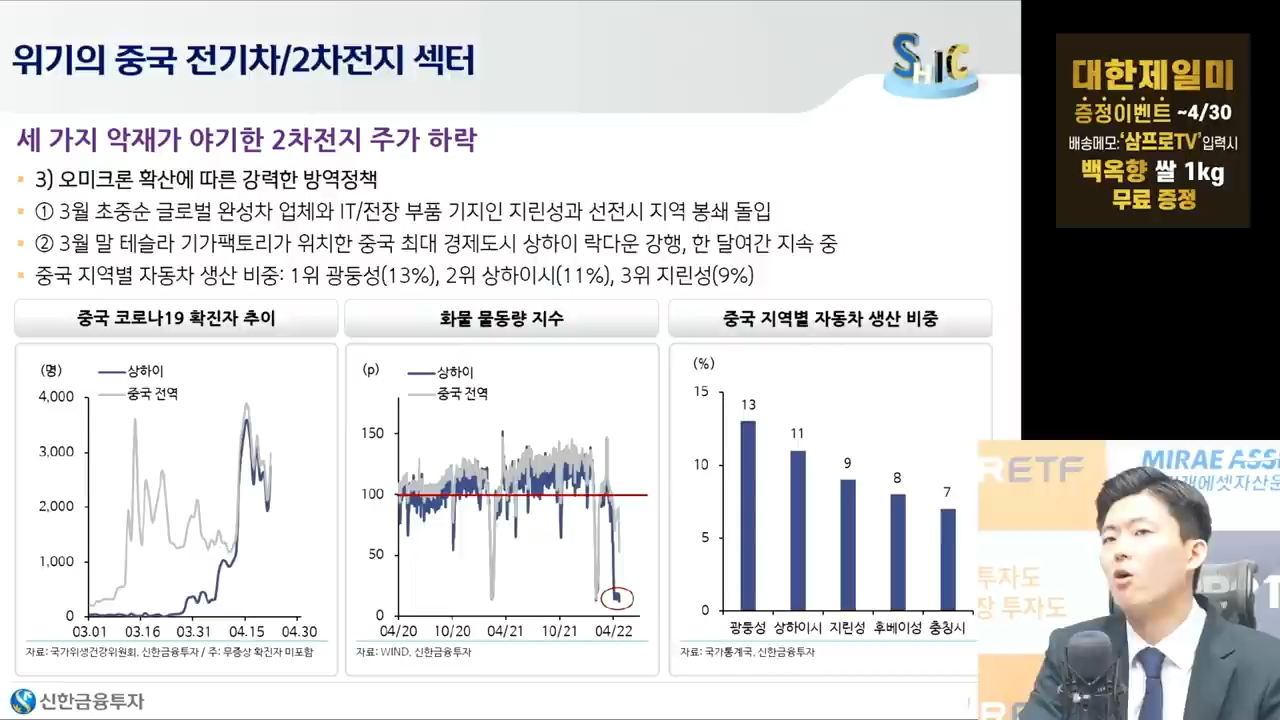 위기의 중국 전기차/2차전지 섹터
SHIC
세 가지 악재가 야기한 2차전지 주가 하락
3) 오미크론 확산에 따른 강력한 방역정책
① 3월 초중순 글로벌 완성차 업체와 IT/전장 부품 기지인 지린성과 선전시 지역 봉쇄 돌입
② 3월 말 테슬라 기가팩토리가 위치한 중국 최대 경제도시 상하이 락다운 강행, 한 달여간 지속 중
중국 지역별 자동차 생산 비중: 1위 광둥성(13%), 2위 상하이시(11%), 3위 지린성(9%)
중국 코로나19 확진자 추이
(명)
상하이
중국 전역
4,000
3,000
2,000
1,000
0
03.01 03.16 03.31 04.15 04.30
자료: 국가위생건강위원회, 신한금융투자 / 주: 무증상 확진자 미포함
화물 물동량 지수
(p)
상하이
중국 전역
150
100
50
0
04/20 10/20 04/21 10/21 04/22
자료: WIND, 신한금융투자
중국 지역별 자동차 생산 비중
(%)
15
10
5
0
13
11
9
8
7
광둥성 상하이시 지린성 후베이성 충칭시
자료: 국가통계국, 신한금융투자
신한금융투자
대한제일미
증정이벤트 ~4/30
배송메모:'삼프로TV'입력시
백옥향 쌀 1kg
무료 증정
RETF
MIRAE ASSE
래에셋자산운
투자도
장 투자도
RETF